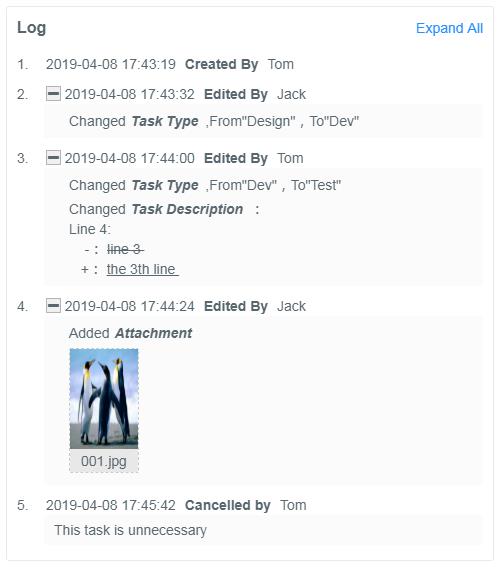 Log
Expand All
1. 2019-04-08 17:43:19 Created By Tom
2. 2019-04-08 17:43:32 Edited By Jack
Changed Task Type ,From"Design" , To"Dev"
3. 2019-04-08 17:44:00 Edited By Tom
Changed Task Type ,From"Dev" , To"Test"
Changed Task Description :
Line 4:
- : line 3
+ : the 3th line
4. 2019-04-08 17:44:24 Edited By Jack
Added Attachment
001.jpg
5. 2019-04-08 17:45:42 Cancelled by Tom
This task is unnecessary